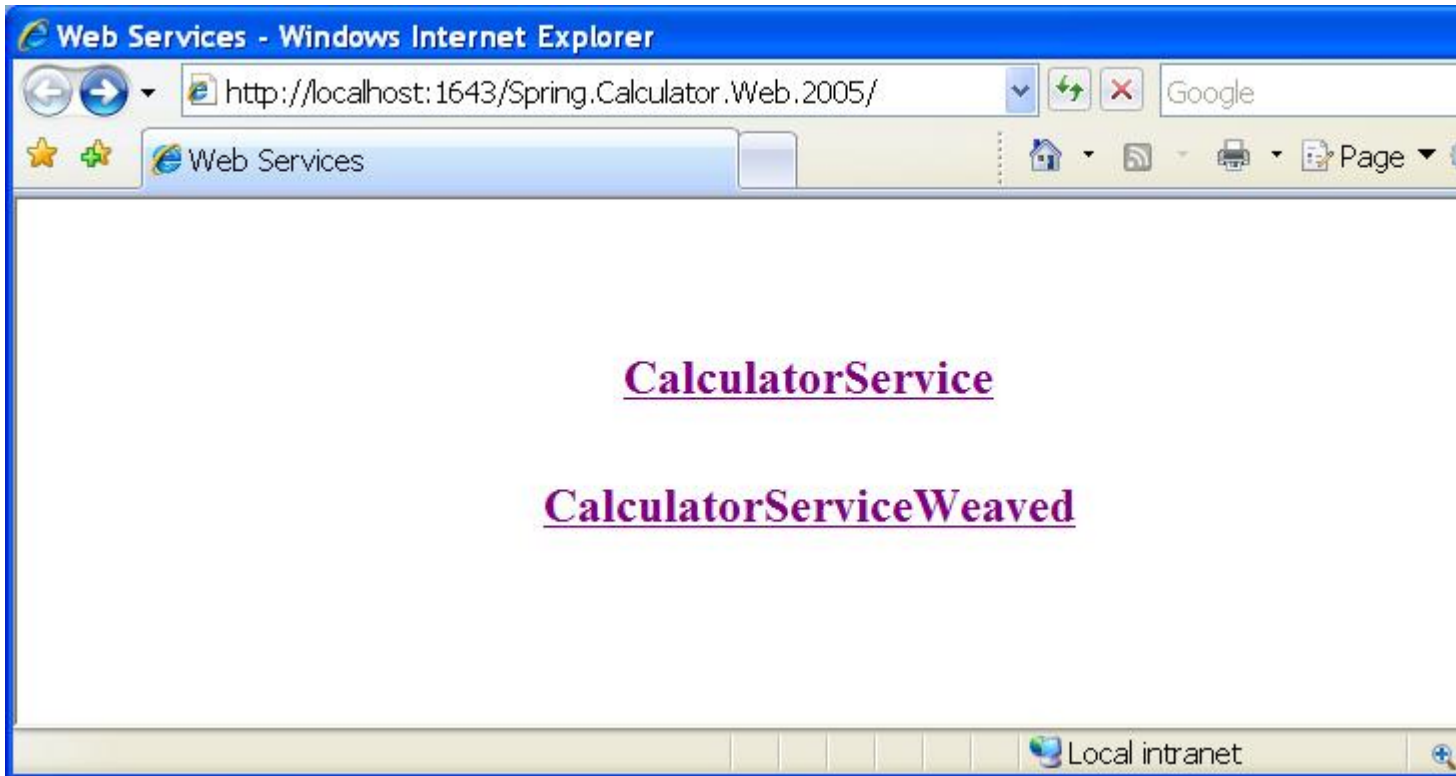 Web Services - Windows Internet Explorer
http://localhost:1643/Spring.Calculator.Web.2005/
Google
Web Services
Page
CalculatorService
CalculatorServiceWeaved
Local intranet